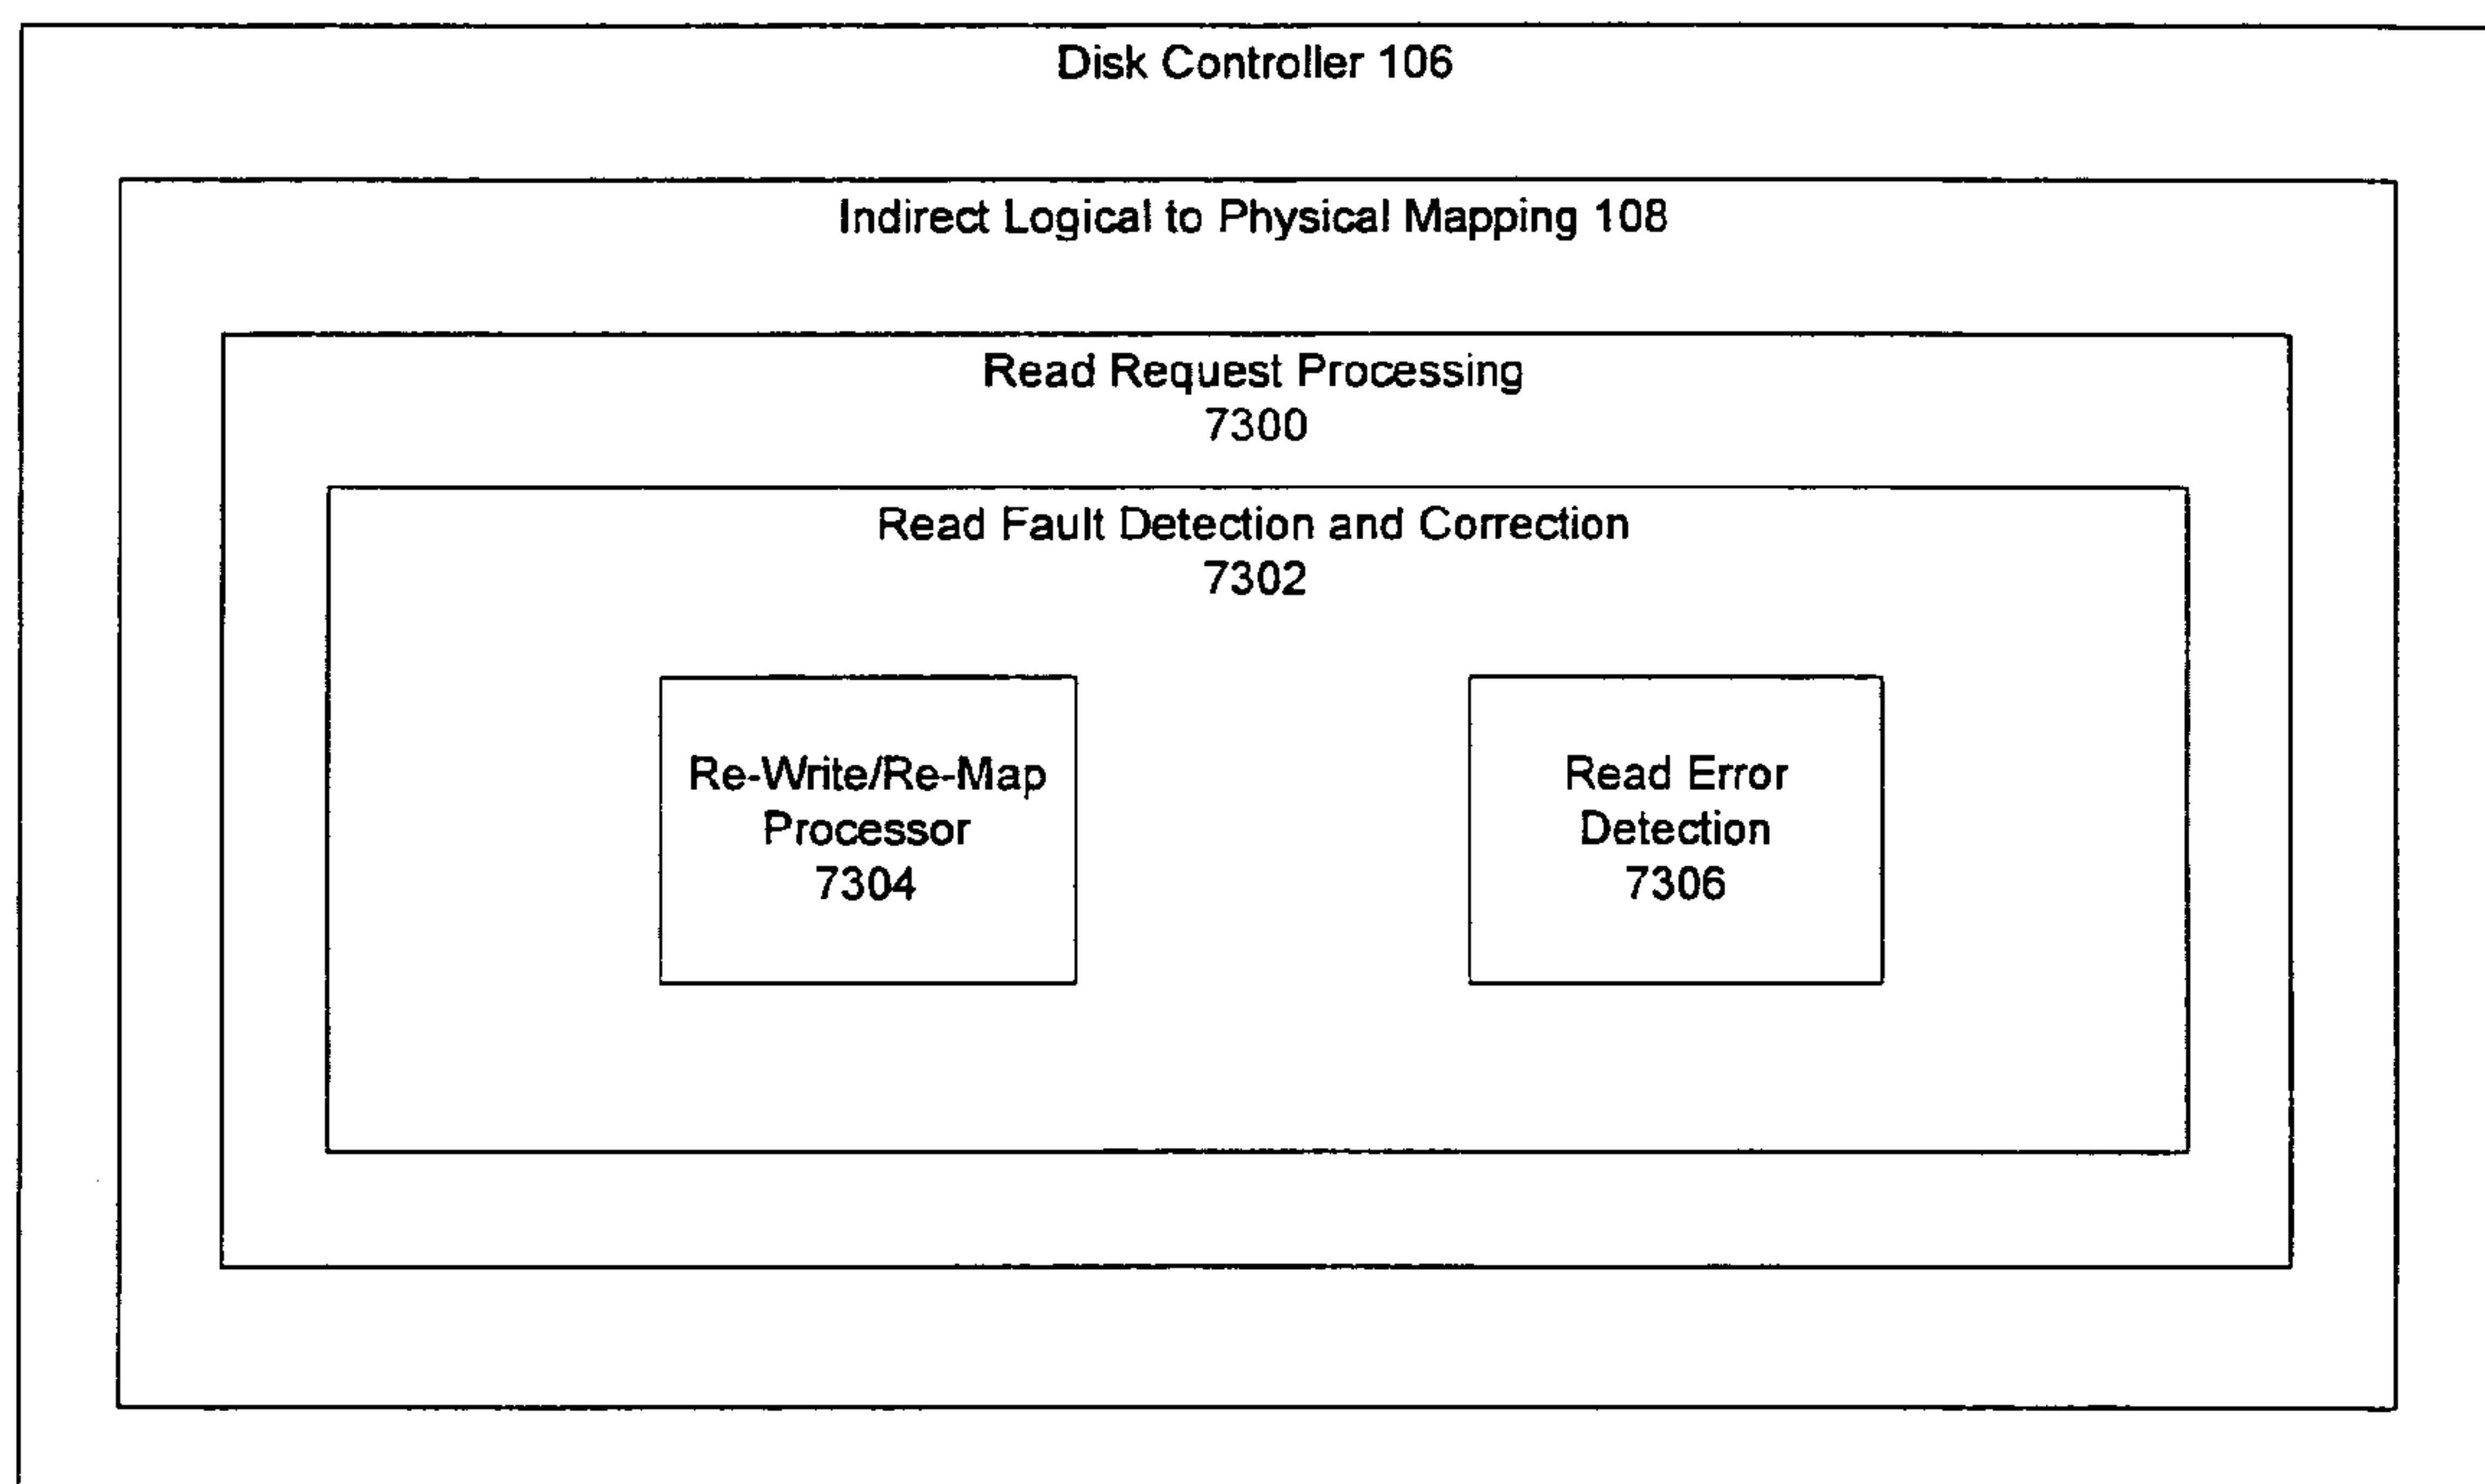 Disk Controller 106
Indirect Logical to Physical Mapping 108
Read Request Processing
7300
Read Fault Detection and Correction
7302
Re-Write/Re-Map
Processor
7304
Read Error
Detection
7306